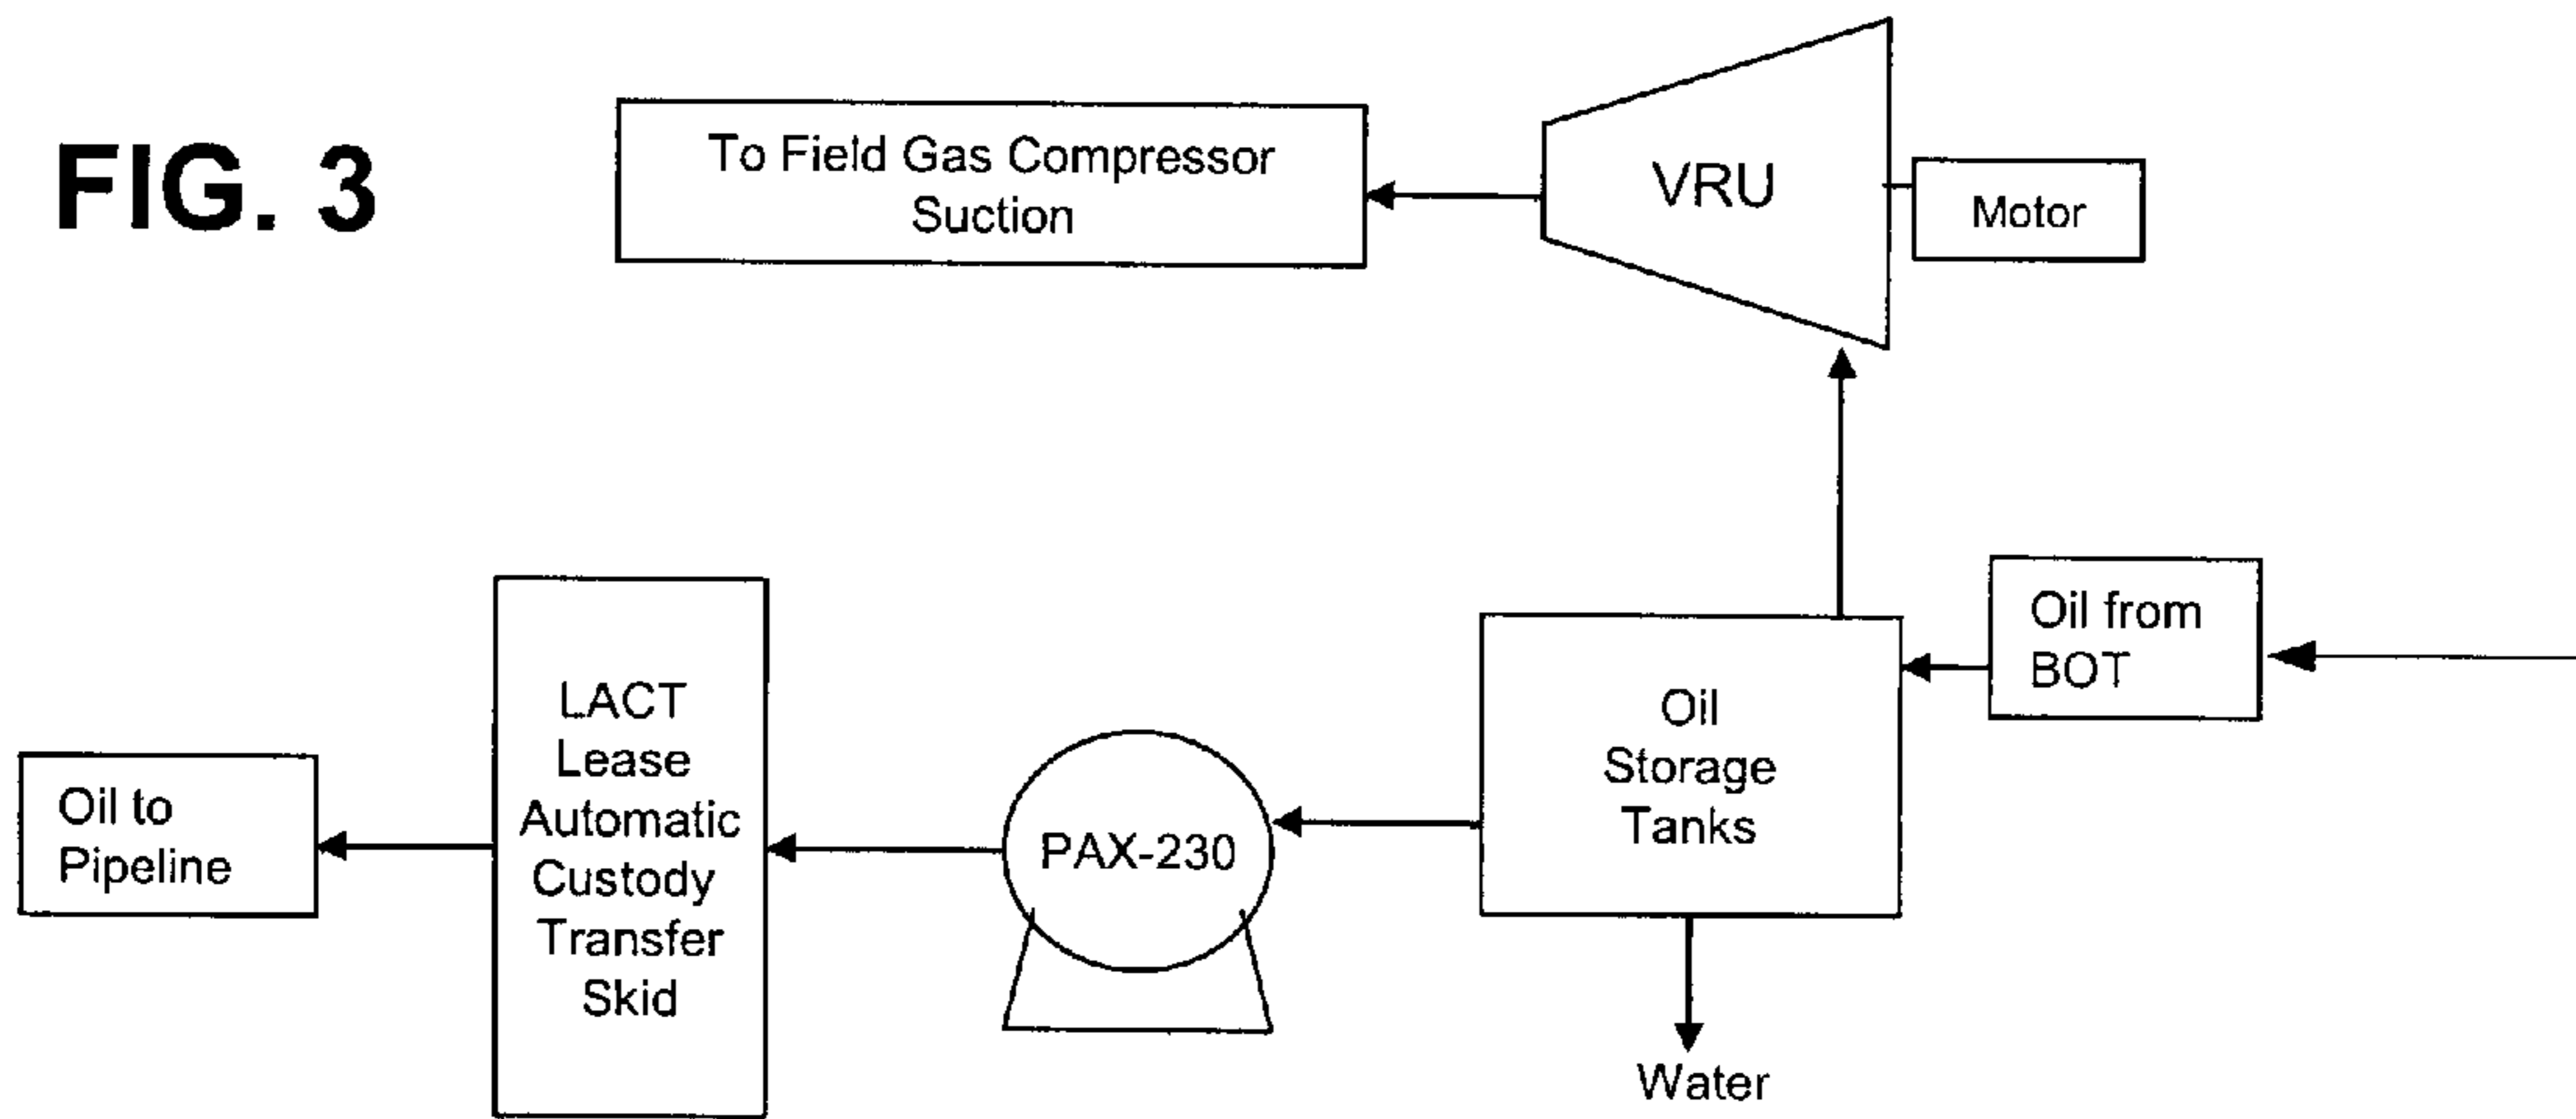 FIG. 3
To Field Gas Compressor
Suction
VRU
Motor
Oil from
BOT
Oil
Storage
Tanks
PAX-230
LACT
Lease
Automatic
Custody
Transfer
Skid
Oil to
Pipeline
Water